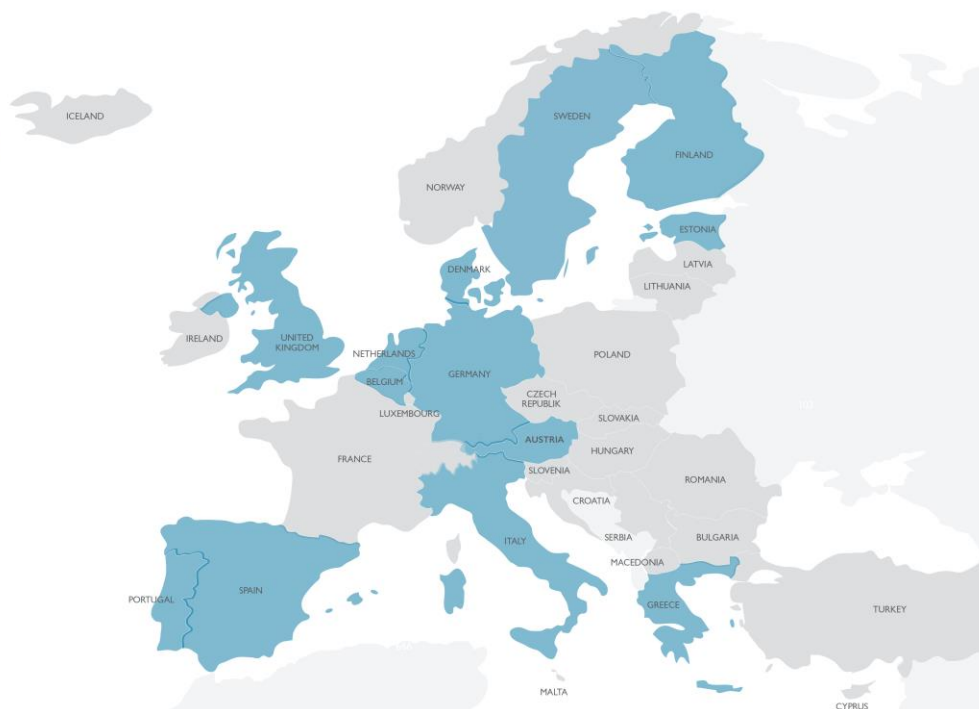 ICELAND
SWEDEN
FINLAND
NORWAY
ESTONIA
LATVIA
DENMARK
LITHUANIA
IRELAND
UNITED
KINGDOM
NETHERLANDS
POLAND
BELGIUM
GERMANY
CZECH
REPUBLIK
LUXEMBOURG
SLOVAKIA
AUSTRIA
HUNGARY
FRANCE
SLOVENIA
ROMANIA
CROATIA
SERBIA
BULGARIA
ITALY
MACEDONIA
SPAIN
PORTUGAL
GREECE
TURKEY
MALTA
CYPRUS